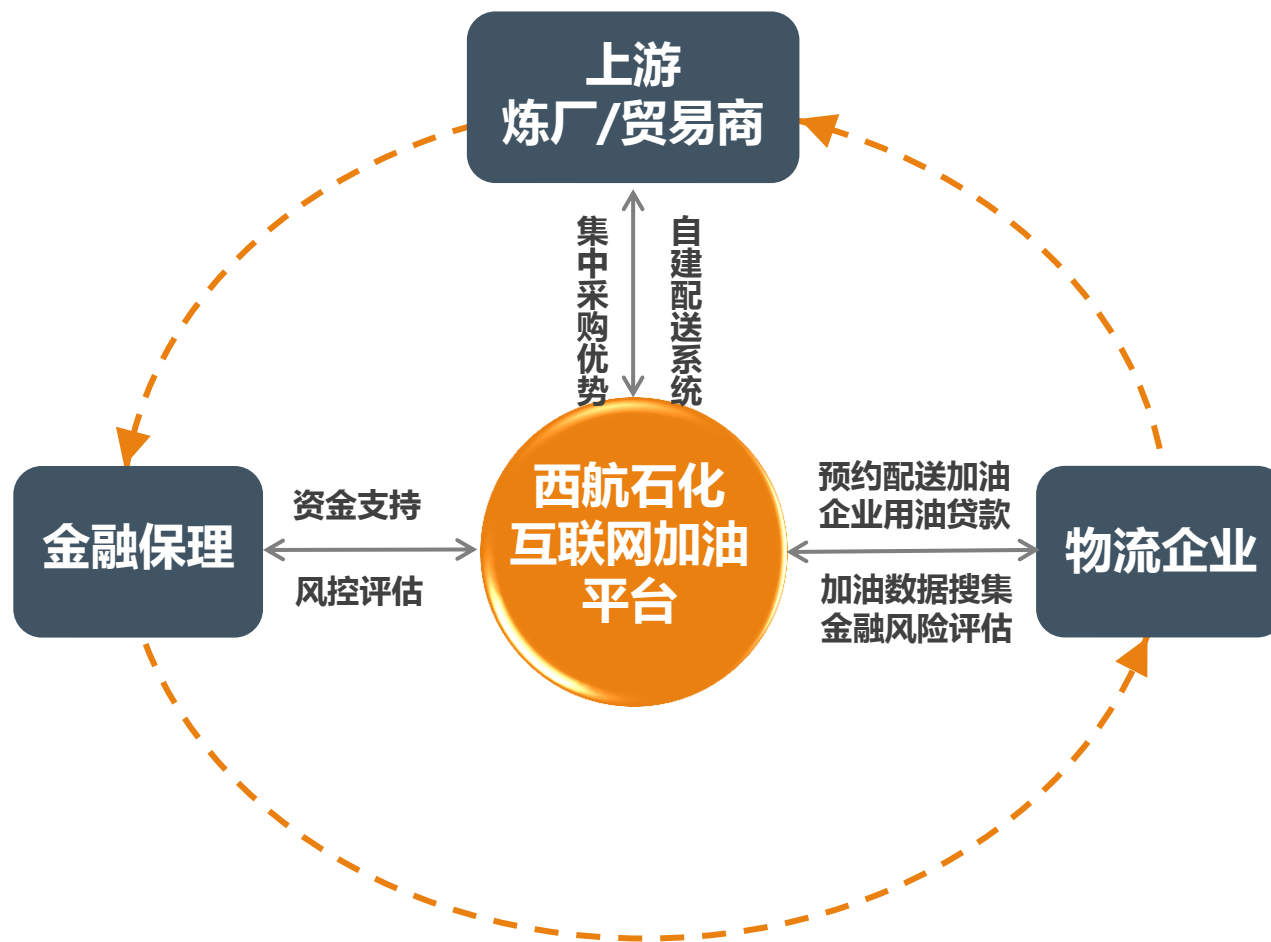 上游
炼厂/贸易商
集中采购优势
自建配送系统
西航石化
互联网加油
平台
金融保理
资金支持
风控评估
预约配送加油
企业用油贷款
加油数据搜集
金融风险评估
物流企业